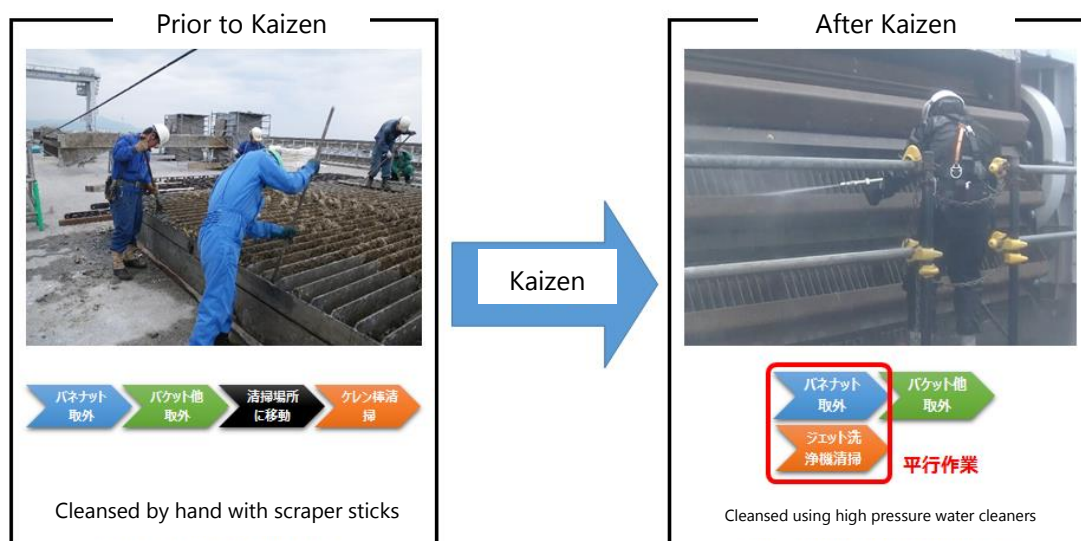 Prior to Kaizen
バネナット
取外
バケット他
取外
清掃場所
に移動
ケレン棒清
掃
Cleansed by hand with scraper sticks
Kaizen
After Kaizen
バネナット
取外
バケット他
取外
ジェット洗
浄機清掃
平行作業
Cleansed using high pressure water cleaners